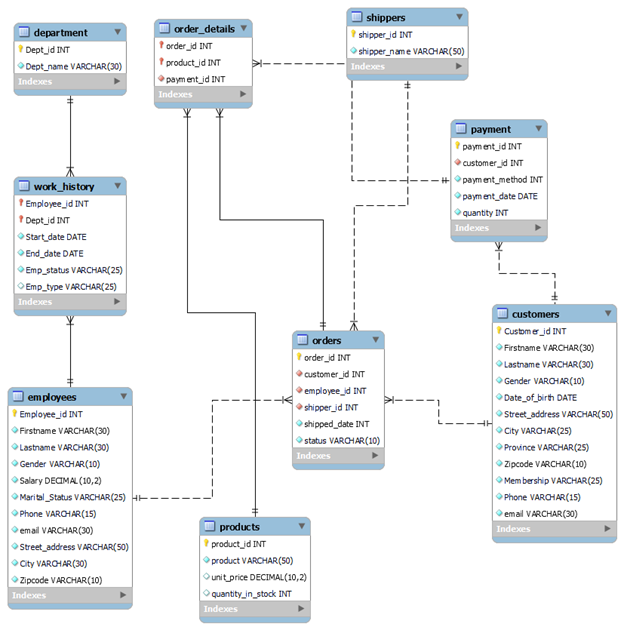 department
Dept_id INT
Dept_name VARCHAR(30)
Indexes
order_details
order_id INT
product_id INT
payment_id INT
Indexes
shippers
shipper_id INT
shipper_name VARCHAR(50)
Indexes
payment
payment_id INT
customer_id INT
payment_method INT
payment_date DATE
quantity INT
Indexes
work_history
Employee_id INT
Dept_id INT
Start_date DATE
End_date DATE
Emp_status VARCHAR(25)
Emp_type VARCHAR(25)
Indexes
orders
order_id INT
customer_id INT
employee_id INT
shipper_id INT
shipped_date INT
status VARCHAR(10)
Indexes
customers
Customer_id INT
Firstname VARCHAR(30)
Lastname VARCHAR(30)
Gender VARCHAR(10)
Date_of_birth DATE
Street_address VARCHAR(50)
City VARCHAR(25)
Province VARCHAR(25)
Zipcode VARCHAR(10)
Membership VARCHAR(25)
Phone VARCHAR(15)
email VARCHAR(30)
Indexes
employees
Employee_id INT
Firstname VARCHAR(30)
Lastname VARCHAR(30)
Gender VARCHAR(10)
Salary DECIMAL(10,2)
Marital_Status VARCHAR(25)
Phone VARCHAR(15)
email VARCHAR(30)
Street_address VARCHAR(50)
City VARCHAR(30)
Zipcode VARCHAR(10)
Indexes
products
product_id INT
product VARCHAR(50)
unit_price DECIMAL(10,2)
quantity_in_stock INT
Indexes